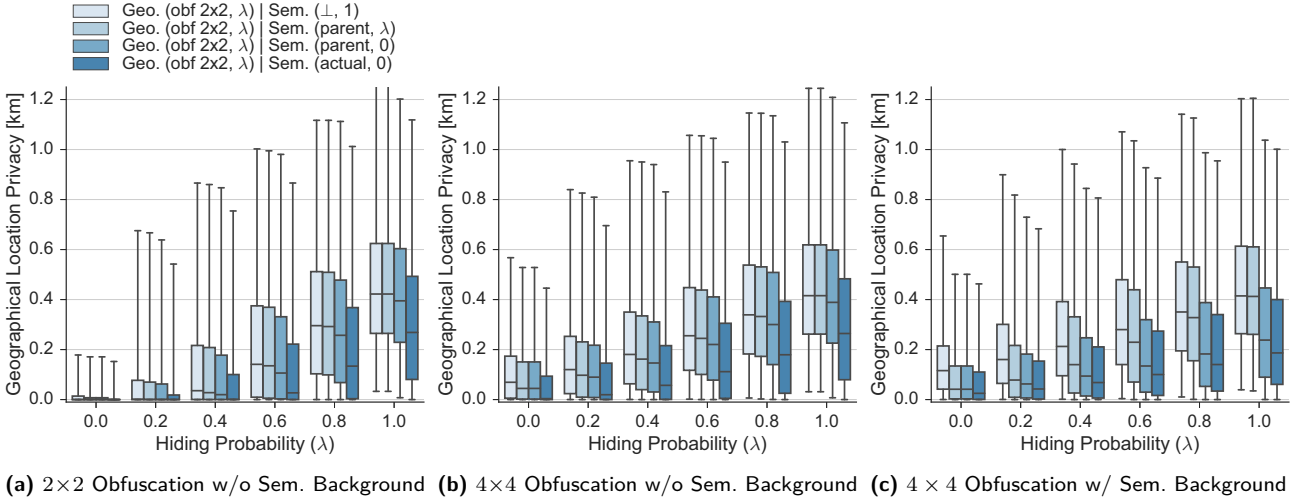 Geo. (obf 2x2, λ) | Sem. (⊥, 1)
Geo. (obf 2x2, λ) | Sem. (parent, λ)
Geo. (obf 2x2, λ) | Sem. (parent, 0)
Geo. (obf 2x2, λ) | Sem. (actual, 0)
Geographical Location Privacy [km]
1.2
1.0
0.8
0.6
0.4
0.2
0.0
0.0 0.2 0.4 0.6 0.8 1.0
Hiding Probability (λ)
(a) 2×2 Obfuscation w/o Sem. Background
Geographical Location Privacy [km]
1.2
1.0
0.8
0.6
0.4
0.2
0.0
0.0 0.2 0.4 0.6 0.8 1.0
Hiding Probability (λ)
(b) 4×4 Obfuscation w/o Sem. Background
Geographical Location Privacy [km]
1.2
1.0
0.8
0.6
0.4
0.2
0.0
0.0 0.2 0.4 0.6 0.8 1.0
Hiding Probability (λ)
(c) 4 × 4 Obfuscation w/ Sem. Background